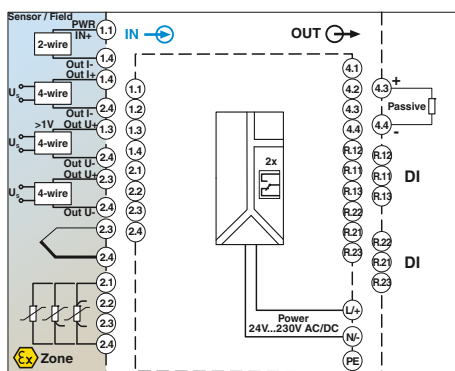 Sensor / Field
PWR
IN+
2-wire
1.1
1.4
Out I-
Out I+
1.4
Us
4-wire
2.4
Out I-
>1V
Out U+
1.3
Us
4-wire
2.4
Out U-
Out U+
2.3
Us
4-wire
2.4
Out U-
2.3
2.4
2.1
2.2
2.3
2.4
Ex
Zone
IN
OUT
1.1
1.2
1.3
1.4
2.1
2.2
2.3
2.4
2x
Power
24V...230V AC/DC
4.1
4.2
4.3
4.4
R.12
R.11
R.13
R.22
R.21
R.23
L/+
N/-
PE
4.3
+
Passive
4.4
-
R.12
R.11
DI
R.13
R.22
R.21
DI
R.23